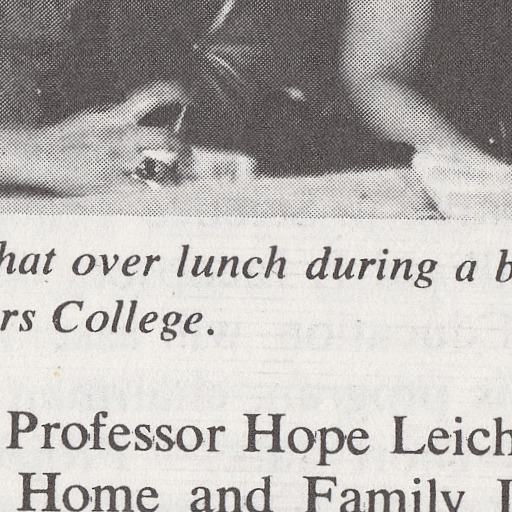 hat over lunch during a b
rs College.
Professor Hope Leich
Home and Family